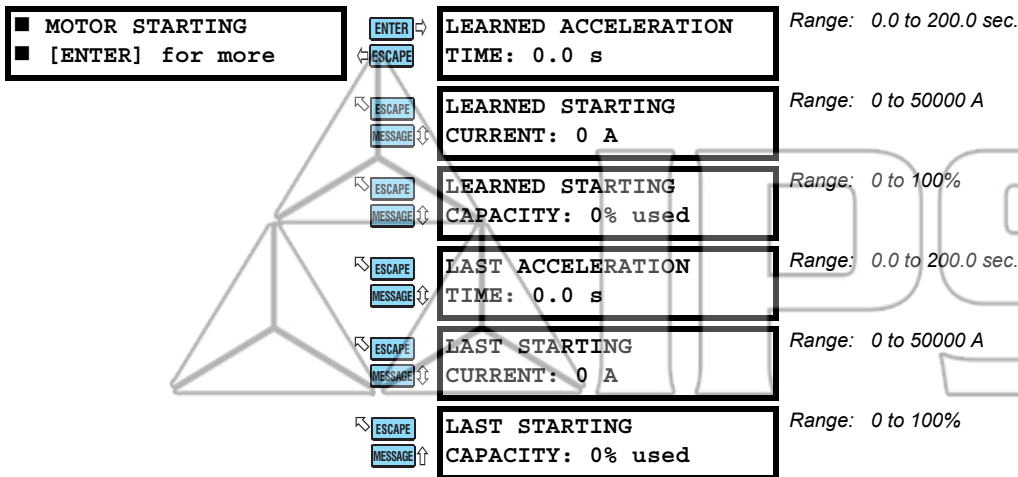 ■ MOTOR STARTING
■ [ENTER] for more
ENTER
ESCAPE
LEARNED ACCELERATION
TIME: 0.0 s
Range: 0.0 to 200.0 sec.
ESCAPE
MESSAGE
LEARNED STARTING
CURRENT: 0 A
Range: 0 to 50000 A
ESCAPE
MESSAGE
LEARNED STARTING
CAPACITY: 0% used
Range: 0 to 100%
ESCAPE
MESSAGE
LAST ACCELERATION
TIME: 0.0 s
Range: 0.0 to 200.0 sec.
ESCAPE
MESSAGE
LAST STARTING
CURRENT: 0 A
Range: 0 to 50000 A
ESCAPE
MESSAGE
LAST STARTING
CAPACITY: 0% used
Range: 0 to 100%
IPS